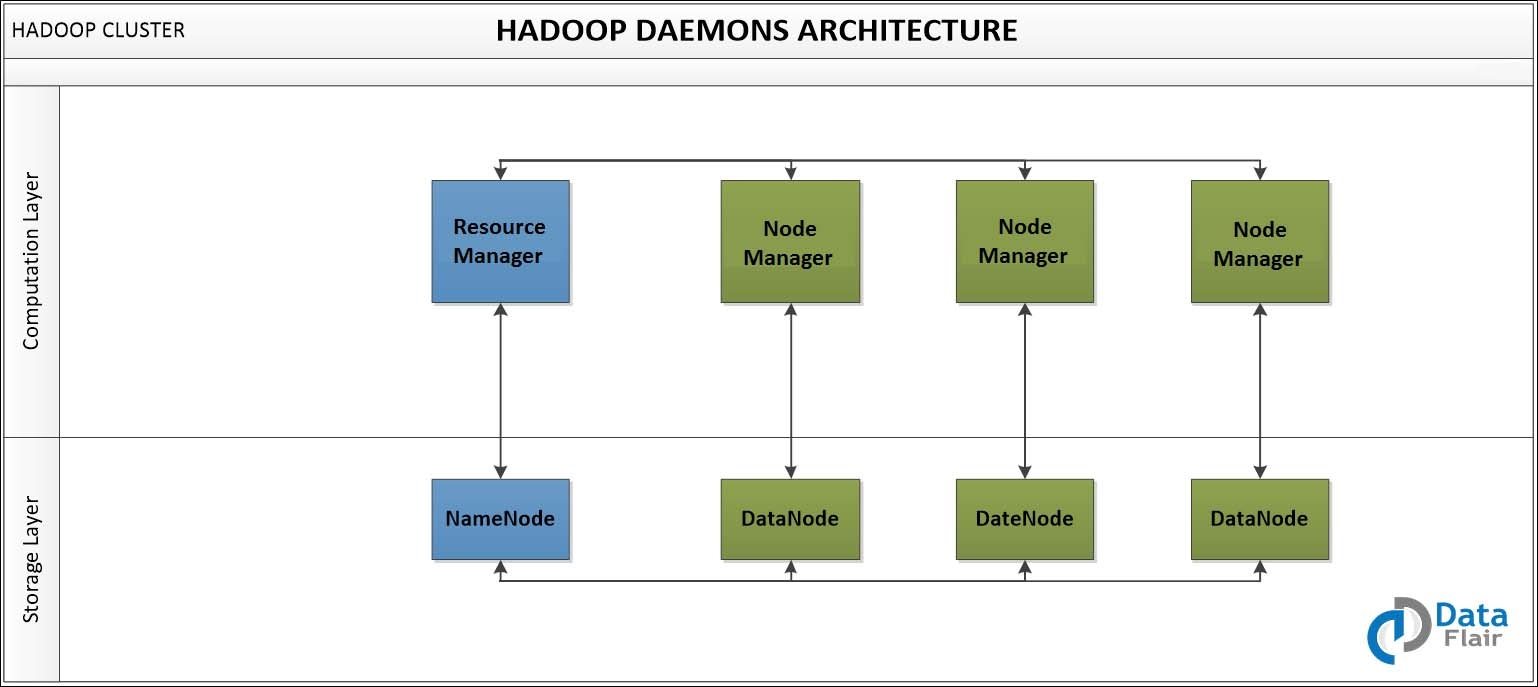 HADOOP CLUSTER
HADOOP DAEMONS ARCHITECTURE
Computation Layer
Resource
Manager
Node
Manager
Node
Manager
Node
Manager
Storage Layer
NameNode
DataNode
DateNode
DataNode
Data
Flair